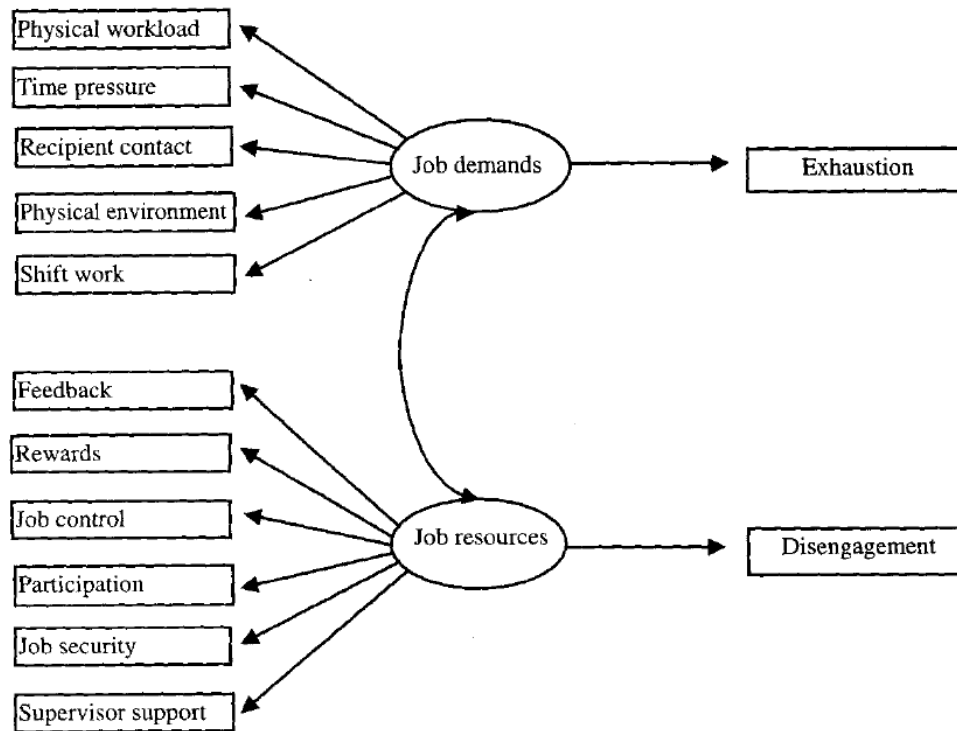 Physical workload
Time pressure
Recipient contact
Physical environment
Shift work
Job demands
Exhaustion
Feedback
Rewards
Job control
Participation
Job security
Supervisor support
Job resources
Disengagement